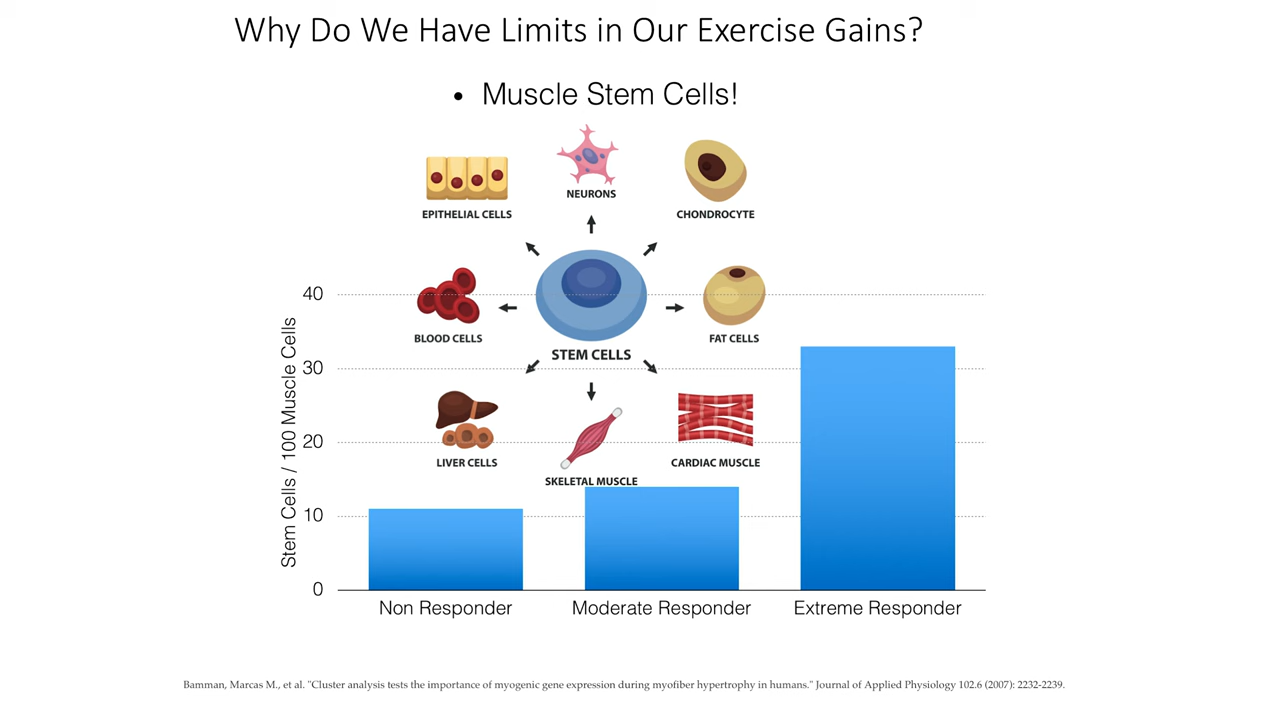 Why Do We Have Limits in Our Exercise Gains?
• Muscle Stem Cells!
NEURONS
EPITHELIAL CELLS
CHONDROCYTE
BLOOD CELLS
STEM CELLS
FAT CELLS
LIVER CELLS
SKELETAL MUSCLE
CARDIAC MUSCLE
Stem Cells / 100 Muscle Cells
40
30
20
10
0
Non Responder
Moderate Responder
Extreme Responder
Bamman, Marcas M., et al. "Cluster analysis tests the importance of myogenic gene expression during myofiber hypertrophy in humans." Journal of Applied Physiology 102.6 (2007): 2232-2239.